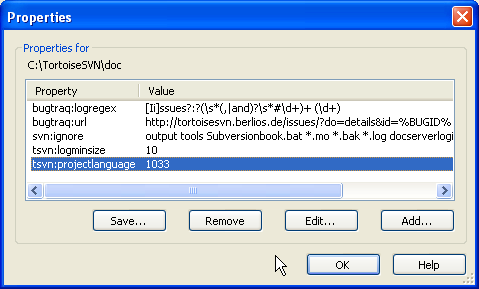 Properties
Properties for
C:\TortoiseSVN\doc
Property Value
bugtraq:logregex [Ii]ssues?:?(\s*(,|and)?\s*#\d+)+ (\d+)
bugtraq:url http://tortoisesvn.berlios.de/issues/?do=details&id=%BUGID%
svn:ignore output tools Subversionbook.bat *.mo *.bak *.log docserverlogi
tsvn:logminsize 10
tsvn:projectlanguage 1033
Save... Remove Edit... Add...
OK Help